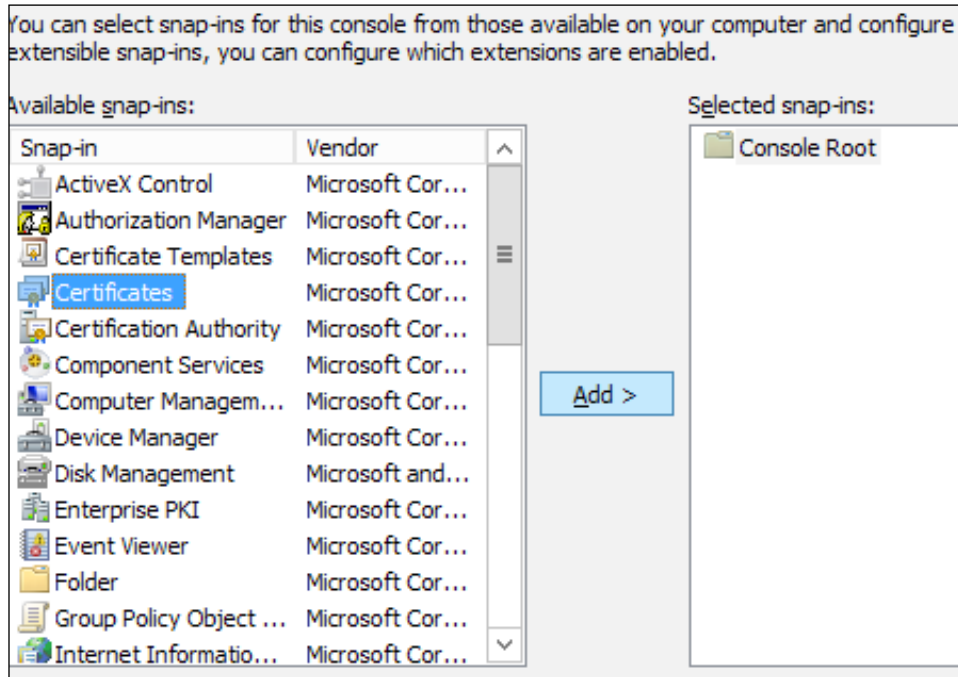 You can select snap-ins for this console from those available on your computer and configure
extensible snap-ins, you can configure which extensions are enabled.
Available snap-ins:
Selected snap-ins:
Snap-in Vendor
Console Root
ActiveX Control Microsoft Cor...
Authorization Manager Microsoft Cor...
Certificate Templates Microsoft Cor...
Certificates Microsoft Cor...
Certification Authority Microsoft Cor...
Component Services Microsoft Cor...
Computer Managem... Microsoft Cor...
Add >
Device Manager Microsoft Cor...
Disk Management Microsoft and...
Enterprise PKI Microsoft Cor...
Event Viewer Microsoft Cor...
Folder Microsoft Cor...
Group Policy Object ... Microsoft Cor...
Internet Informatio... Microsoft Cor...